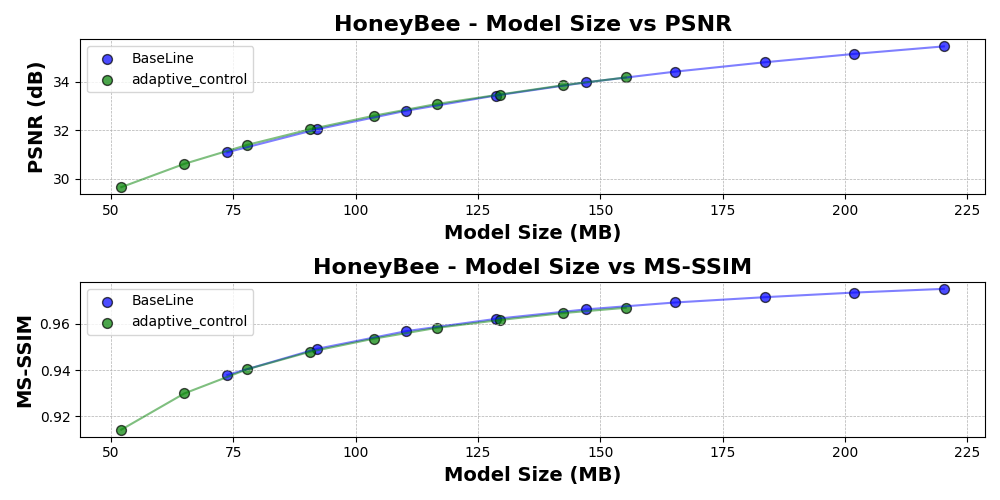 HoneyBee - Model Size vs PSNR
BaseLine
adaptive_control
PSNR (dB)
34
32
30
50 75 100 125 150 175 200 225
Model Size (MB)
HoneyBee - Model Size vs MS-SSIM
BaseLine
adaptive_control
MS-SSIM
0.96
0.94
0.92
50 75 100 125 150 175 200 225
Model Size (MB)